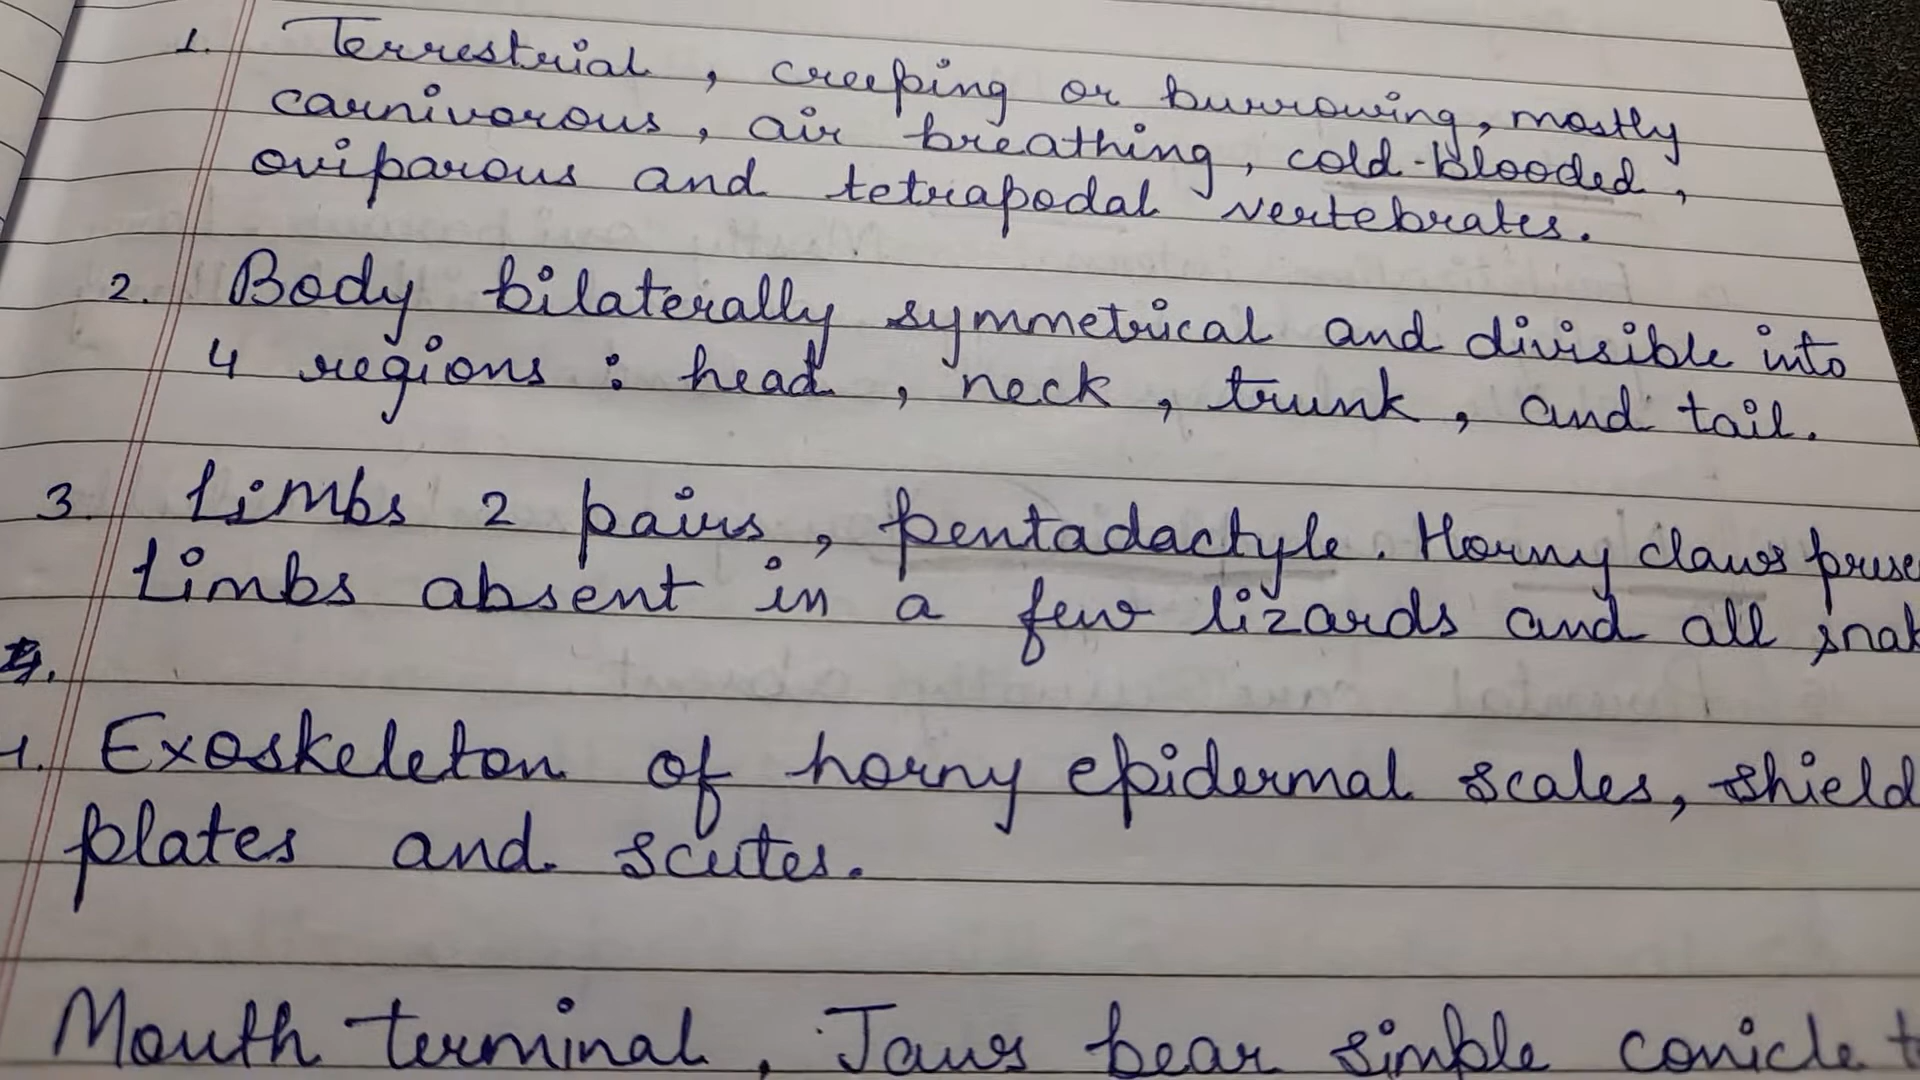 1. Terrestrial, creeping or burrowing, mostly
carnivorous, air breathing, cold-blooded,
oviparous and tetrapodal vertebrates.
2. Body bilaterally symmetrical and divisible into
4 regions : head, neck, trunk, and tail.
3. Limbs 2 pairs, pentadactyle. Horny claws prese
Limbs absent in a few lizards and all snak
4.
Exoskeleton of horny epidermal scales, shield
plates and scutes.
Mouth terminal, Jaws bear simple conicle t